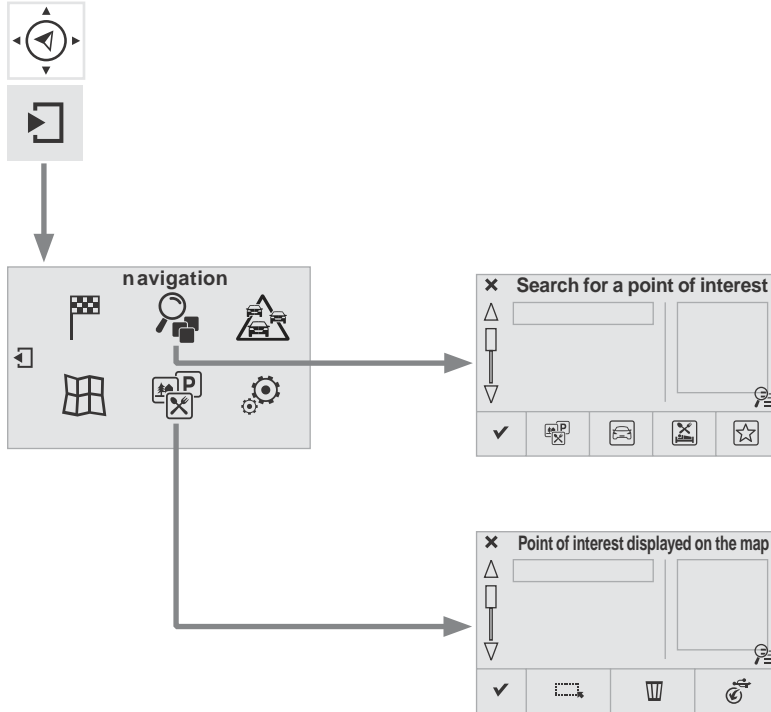 navigation
Search for a point of interest
P
P
Point of interest displayed on the map